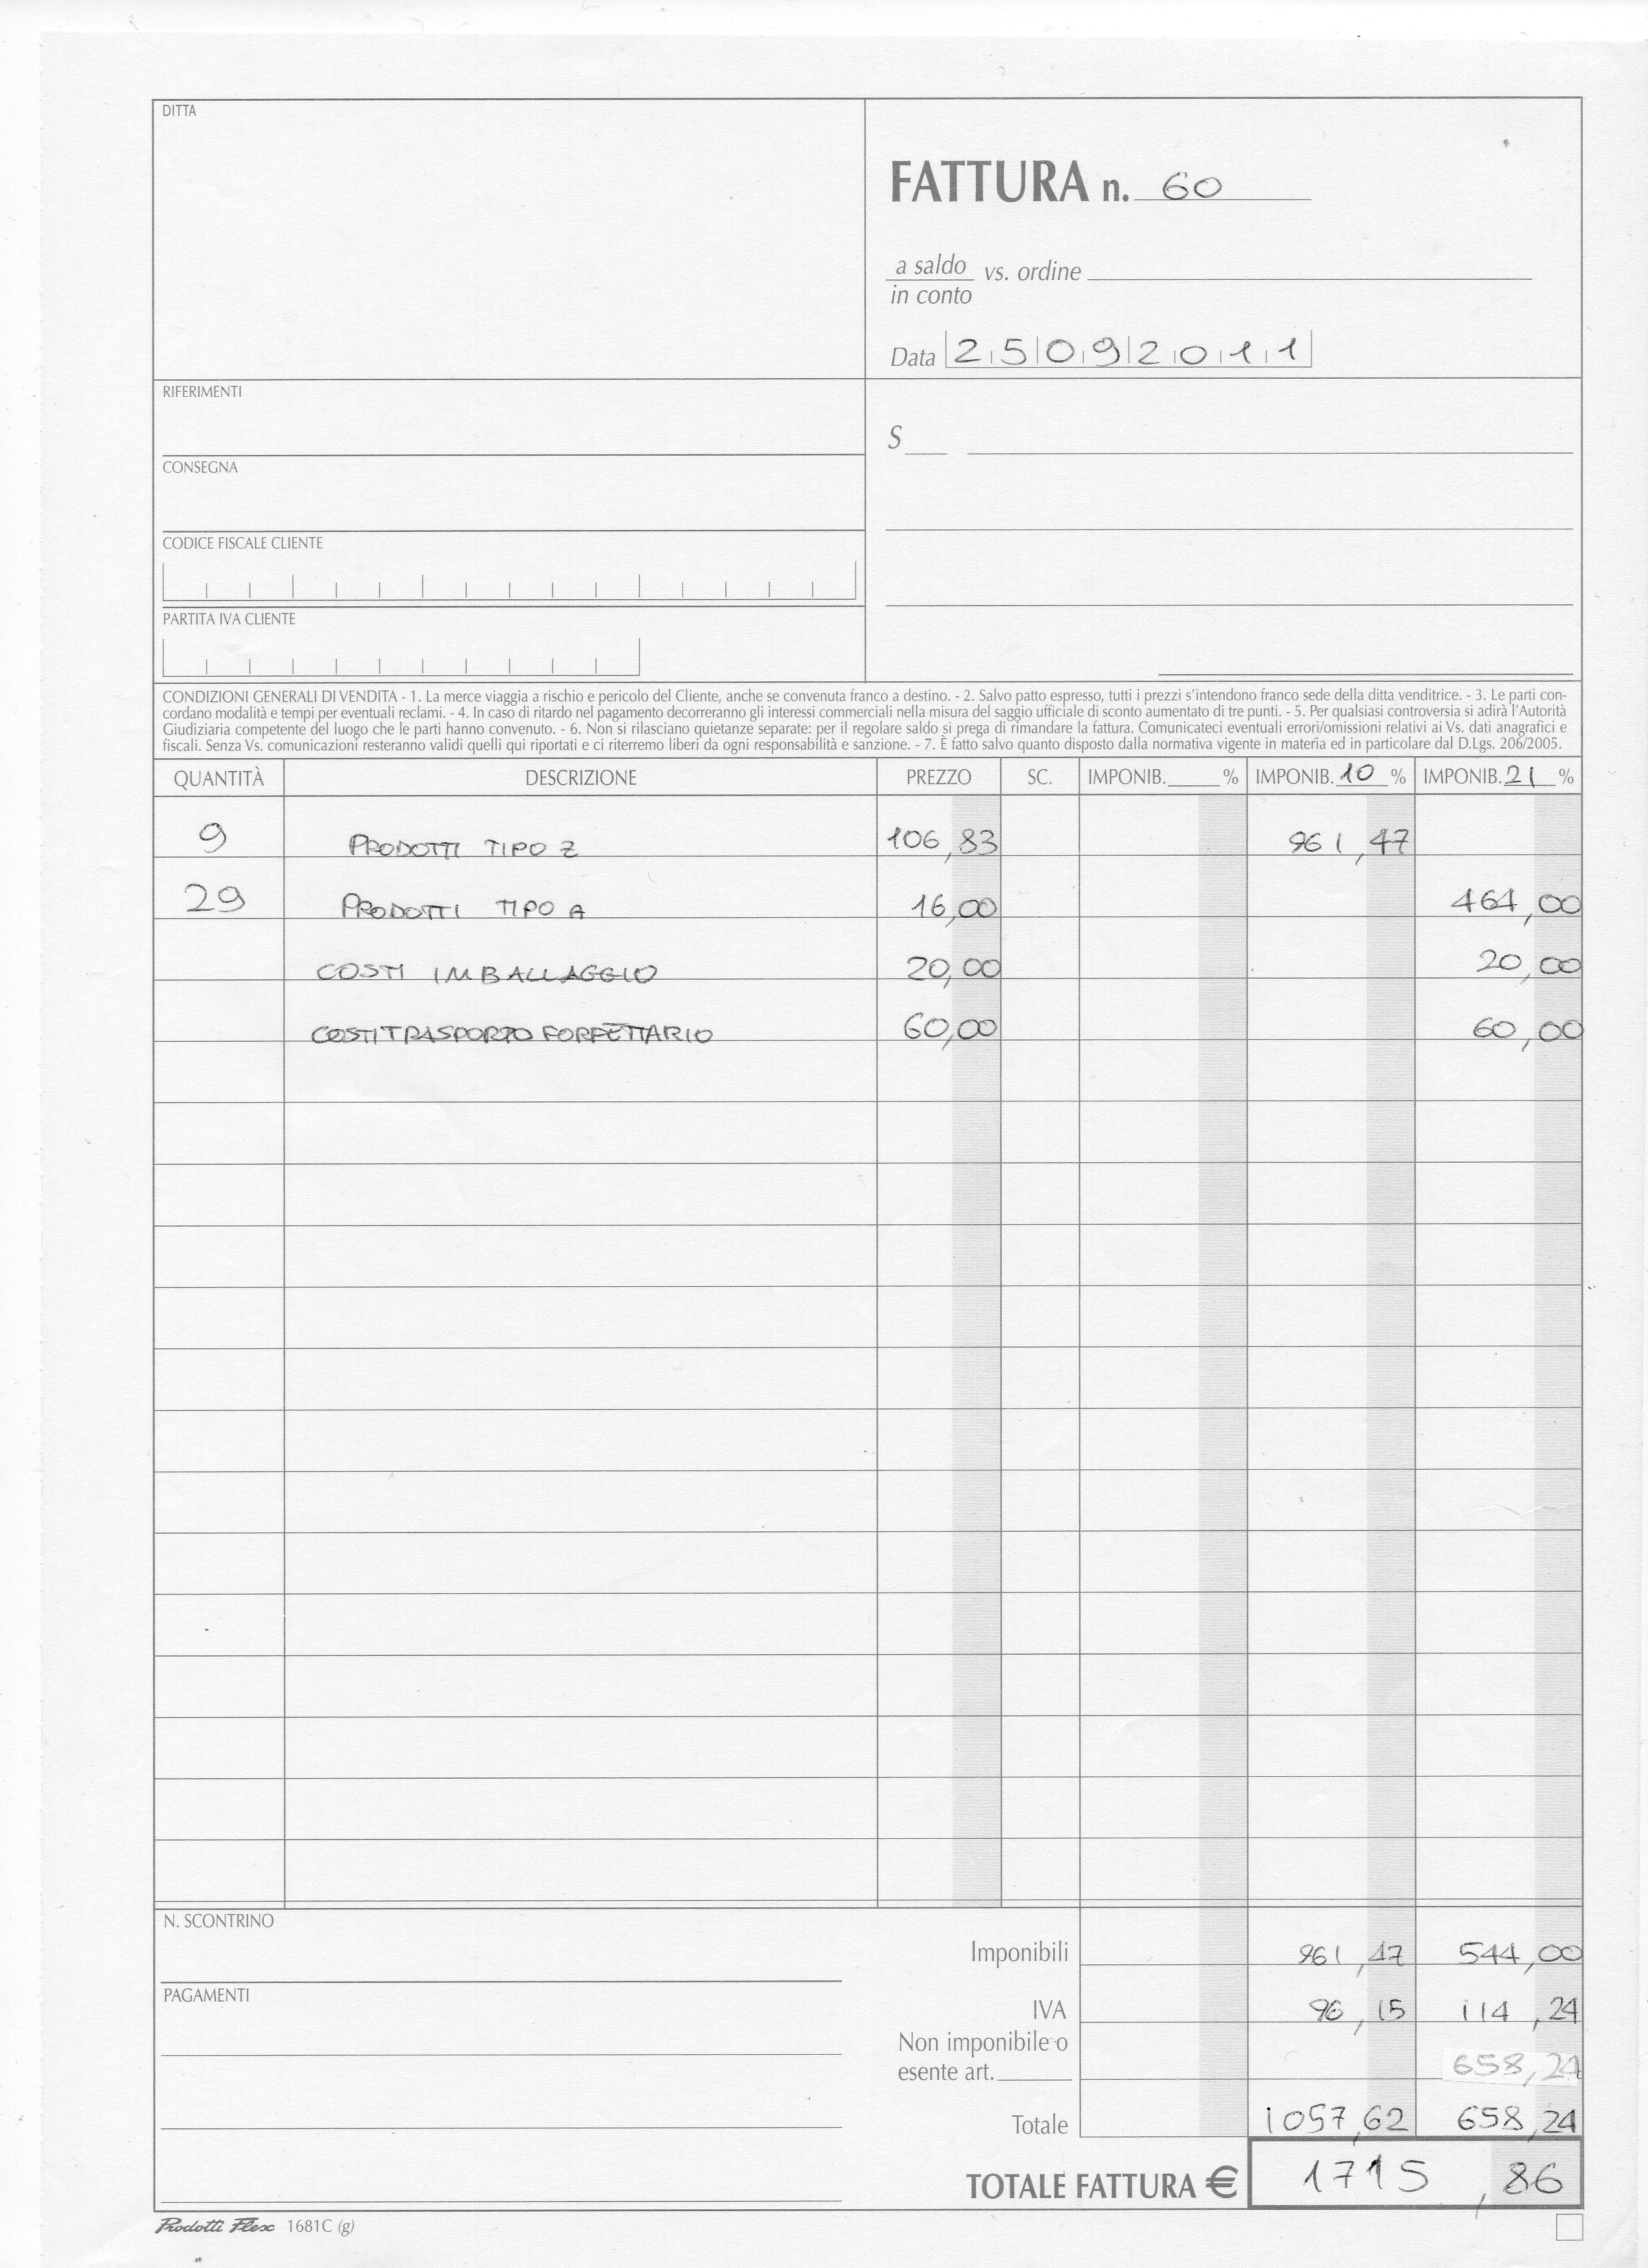 DITTA
FATTURA n. 60
a saldo vs. ordine
in conto
Data 25092011
RIFERIMENTI
S
CONSEGNA
CODICE FISCALE CLIENTE
PARTITA IVA CLIENTE
CONDIZIONI GENERALI DI VENDITA - 1. La merce viaggia a rischio e pericolo del Cliente, anche se convenuta franco a destino. - 2. Salvo patto espresso, tutti i prezzi s'intendono franco sede della ditta venditrice. - 3. Le parti con-
cordano modalità e tempi per eventuali reclami. - 4. In caso di ritardo nel pagamento decorreranno gli interessi commerciali nella misura del saggio ufficiale di sconto aumentato di tre punti. - 5. Per qualsiasi controversia si adirà l'Autorità
Giudiziaria competente del luogo che le parti hanno convenuto. - 6. Non si rilasciano quietanze separate: per il regolare saldo si prega di rimandare la fattura. Comunicateci eventuali errori/omissioni relativi ai Vs. dati anagrafici e
fiscali. Senza Vs. comunicazioni resteranno validi quelli qui riportati e ci riterremo liberi da ogni responsabilità e sanzione. - 7. È fatto salvo quanto disposto dalla normativa vigente in materia ed in particolare dal D.Lgs. 206/2005.
QUANTITÀ DESCRIZIONE PREZZO SC. IMPONIB. % IMPONIB. 10 % IMPONIB. 21 %
9 PRODOTTI TIPO Z 106,83 961,47
29 PRODOTTI TIPO A 16,00 464,00
COSTI IMBALLAGGIO 20,00 20,00
COSTI TRASPORTO FORFETTARIO 60,00 60,00
N. SCONTRINO
Imponibili 961,47 544,00
PAGAMENTI
IVA 96,15 114,24
Non imponibile o
esente art. 658,24
Totale 1057,62 658,24
TOTALE FATTURA € 1715,86
Prodotti Flex 1681C (g)